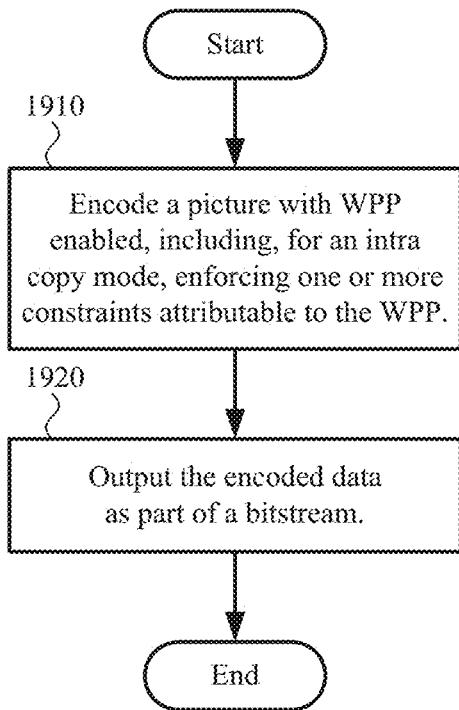 Start
1910
Encode a picture with WPP
enabled, including, for an intra
copy mode, enforcing one or more
constraints attributable to the WPP.
1920
Output the encoded data
as part of a bitstream.
End